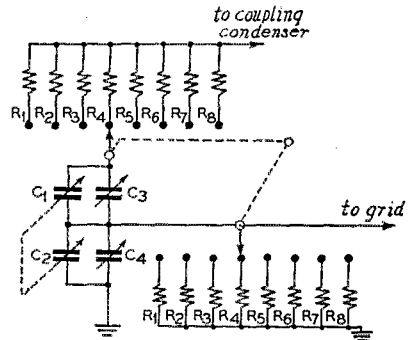 to coupling
condenser
R1 R2 R3 R4 R5 R6 R7 R8
C1 C3
to grid
C2 C4
R1 R2 R3 R4 R5 R6 R7 R8